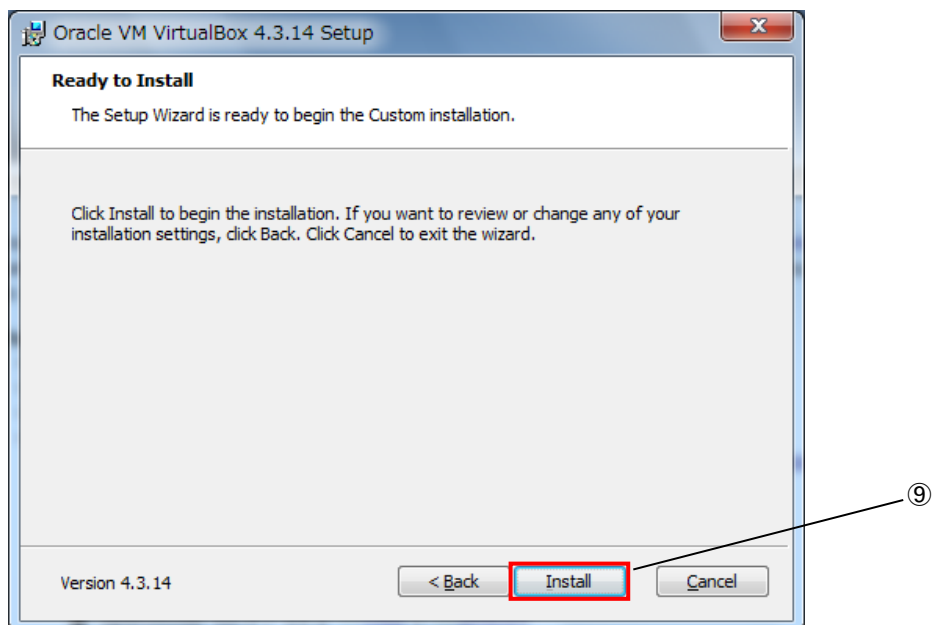 Oracle VM VirtualBox 4.3.14 Setup
Ready to Install
The Setup Wizard is ready to begin the Custom installation.
Click Install to begin the installation. If you want to review or change any of your
installation settings, click Back. Click Cancel to exit the wizard.
⑨
Version 4.3.14 < Back Install Cancel